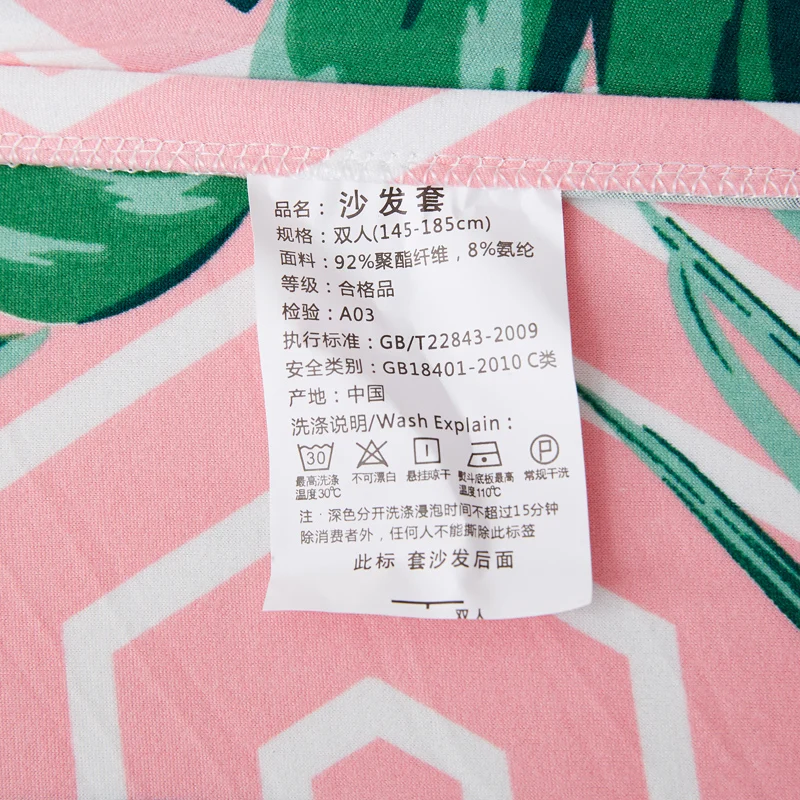 品名：沙发套
规格：双人(145-185cm)
面料：92%聚酯纤维，8%氨纶
等级：合格品
检验：A03
执行标准：GB/T22843-2009
安全类别：GB18401-2010 C类
产地：中国
洗涤说明/Wash Explain：
30
P
最高洗涤温度30℃
不可漂白
悬挂晾干
熨斗底板最高温度110℃
常规干洗
注：深色分开洗涤浸泡时间不超过15分钟
除消费者外，任何人不能撕除此标签
此标 套沙发后面
双人